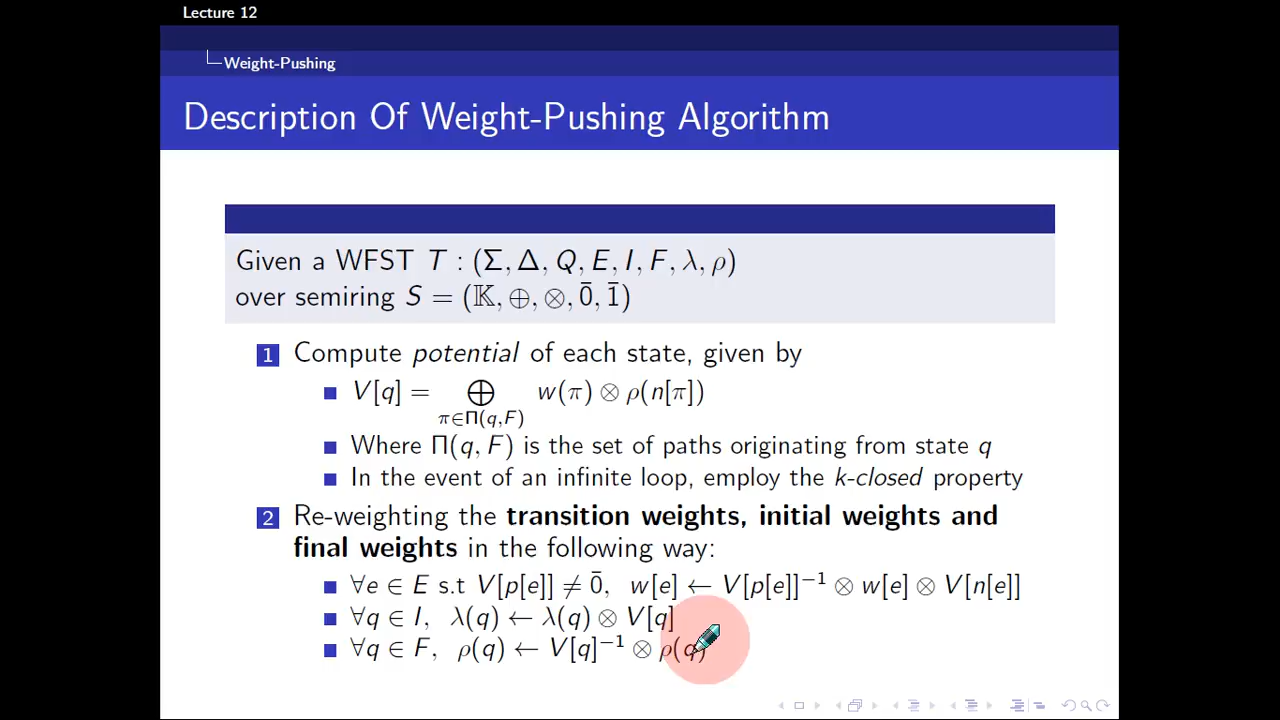 Lecture 12
Weight-Pushing
Description Of Weight-Pushing Algorithm
Given a WFST T : (Σ, Δ, Q, E, I, F, λ, ρ)
over semiring S = (𝕂, ⊕, ⊗, 0̄, 1̄)
1 Compute potential of each state, given by
V[q] = ⊕ w(π) ⊗ ρ(n[π])
π∈Π(q,F)
Where Π(q, F) is the set of paths originating from state q
In the event of an infinite loop, employ the k-closed property
2 Re-weighting the transition weights, initial weights and
final weights in the following way:
∀e ∈ E s.t V[p[e]] ≠ 0̄, w[e] ← V[p[e]]⁻¹ ⊗ w[e] ⊗ V[n[e]]
∀q ∈ I, λ(q) ← λ(q) ⊗ V[q]
∀q ∈ F, ρ(q) ← V[q]⁻¹ ⊗ ρ(q)